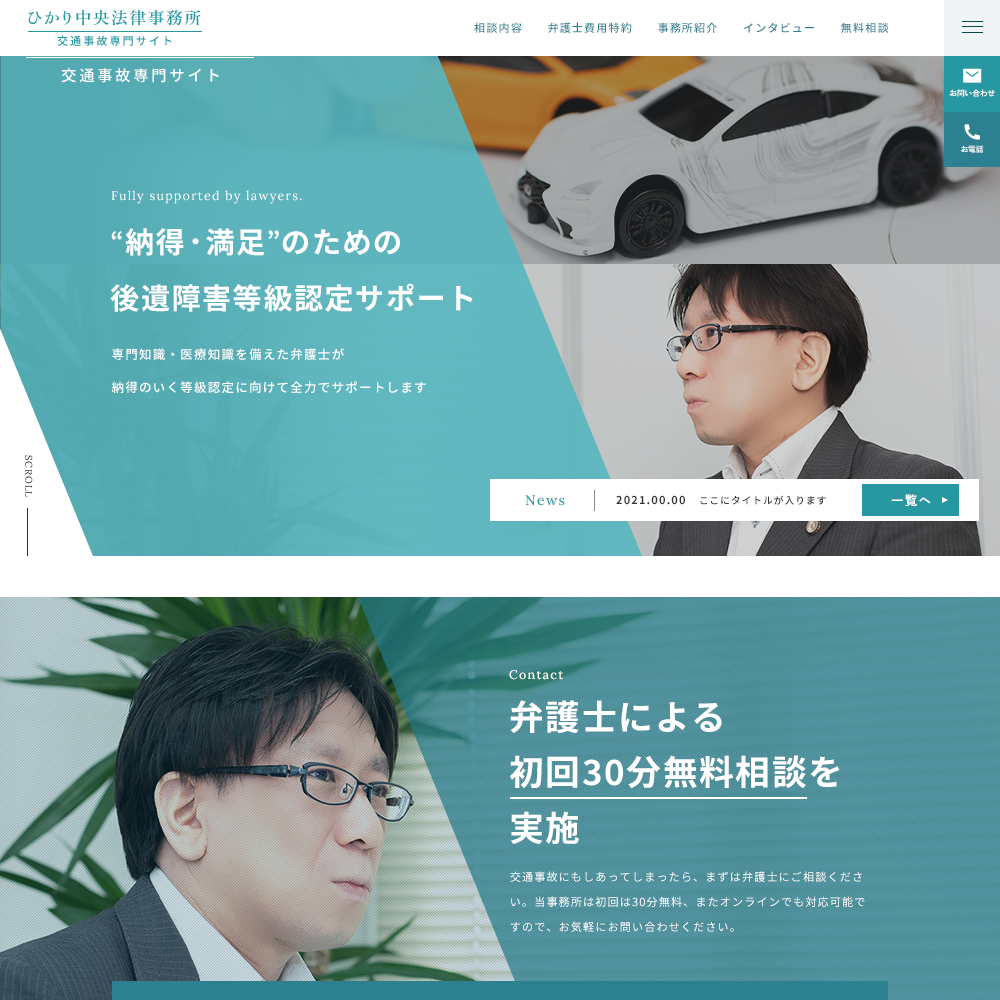 ひかり中央法律事務所
交通事故専門サイト
相談内容 弁護士費用特約 事務所紹介 インタビュー 無料相談
お問い合わせ
お電話
交通事故専門サイト
Fully supported by lawyers.
“納得・満足”のための
後遺障害等級認定サポート
専門知識・医療知識を備えた弁護士が
納得のいく等級認定に向けて全力でサポートします
SCROLL
News 2021.00.00 ここにタイトルが入ります 一覧へ
Contact
弁護士による
初回30分無料相談を
実施
交通事故にもしあってしまったら、まずは弁護士にご相談くださ
い。当事務所は初回は30分無料、またオンラインでも対応可能で
すので、お気軽にお問い合わせください。